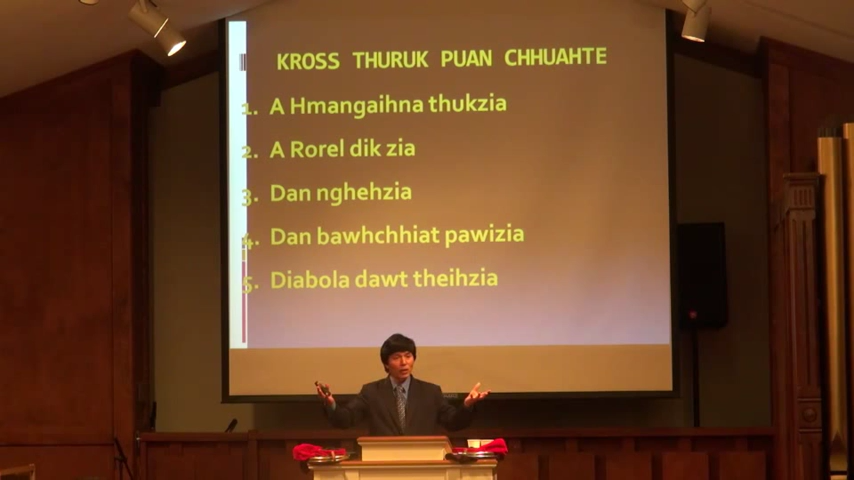 KROSS THURUK PUAN CHHUAHTE
1. A Hmangaihna thukzia
2. A Rorel dik zia
3. Dan nghehzia
4. Dan bawhchhiat pawizia
5. Diabola dawt theihzia